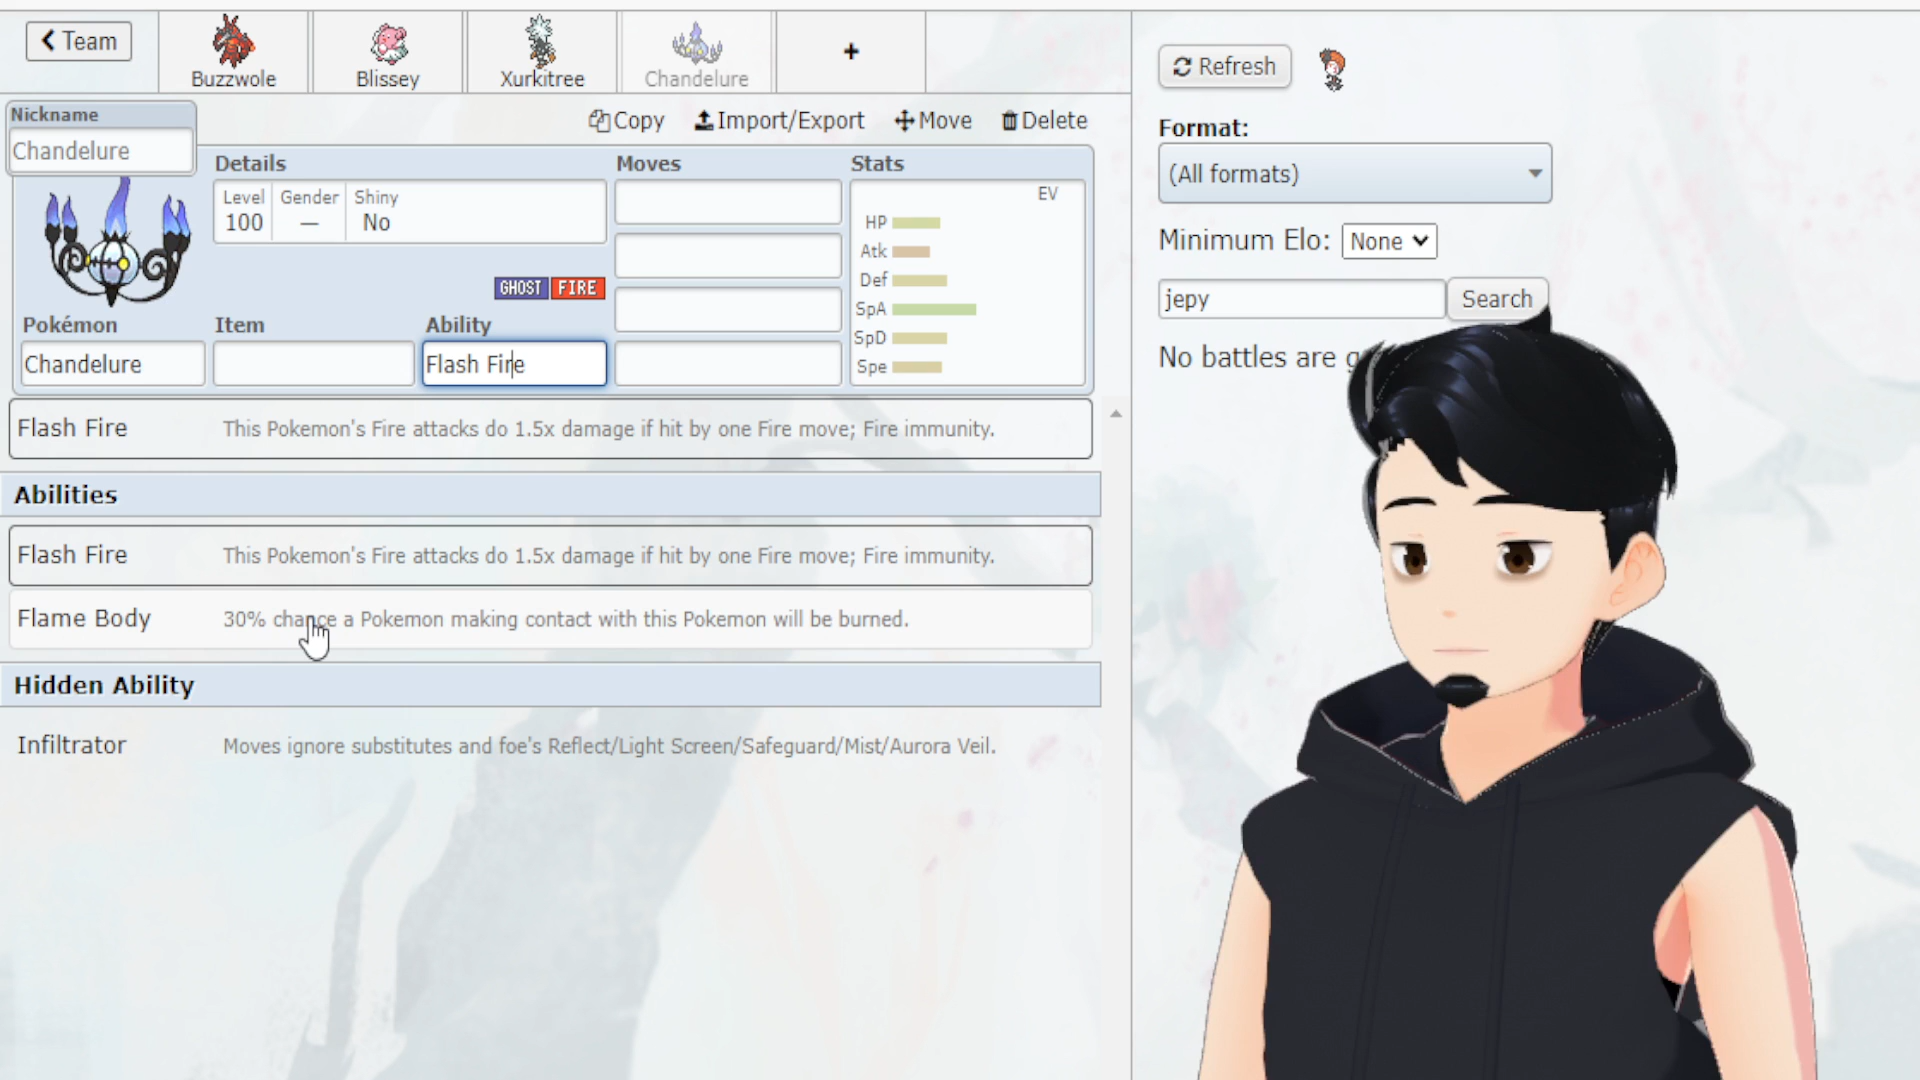 Team
Buzzwole
Blissey
Xurkitree
Chandelure
+
Nickname
Chandelure
Copy
Import/Export
Move
Delete
Details
Level
100
Gender
—
Shiny
No
GHOST FIRE
Pokémon
Chandelure
Item
Ability
Flash Fire
Moves
Stats
EV
HP
Atk
Def
SpA
SpD
Spe
Flash Fire This Pokemon's Fire attacks do 1.5x damage if hit by one Fire move; Fire immunity.
Abilities
Flash Fire This Pokemon's Fire attacks do 1.5x damage if hit by one Fire move; Fire immunity.
Flame Body 30% chance a Pokemon making contact with this Pokemon will be burned.
Hidden Ability
Infiltrator Moves ignore substitutes and foe's Reflect/Light Screen/Safeguard/Mist/Aurora Veil.
Refresh
Format:
(All formats)
Minimum Elo: None
jepy
Search
No battles are